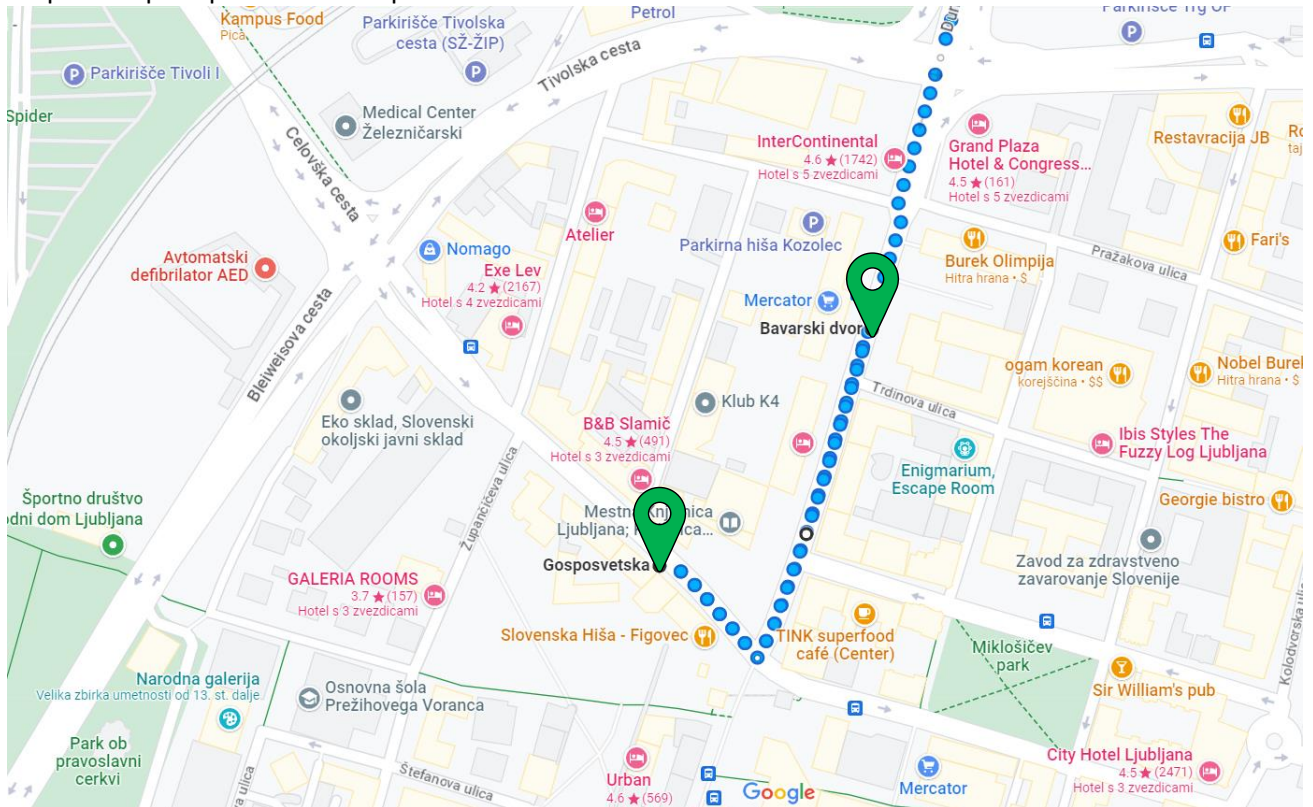 Kampus Food
Pica
Parkirišče Tivolska
cesta (SŽ-ŽIP)
Petrol
Parkirišče Trg OF
Parkirišče Tivoli I
Tivolska cesta
Spider
Medical Center
Železničarski
Celovška cesta
InterContinental
4.6 ★ (1742)
Hotel s 5 zvezdicami
Grand Plaza
Hotel & Congress...
4.5 ★ (161)
Hotel s 5 zvezdicami
Restavracija JB
Atelier
Nomago
Parkirna hiša Kozolec
Burek Olimpija
Hitra hrana • $
Fari's
Pražakova ulica
Avtomatski
defibrilator AED
Exe Lev
4.2 ★ (2167)
Hotel s 4 zvezdicami
Mercator
Bavarski dvor
Bleiweisova cesta
ogam korean
korejščina • $$
Nobel Burek
Hitra hrana • $
Trdinova ulica
Klub K4
Eko sklad, Slovenski
okoljski javni sklad
B&B Slamič
4.5 ★ (491)
Hotel s 3 zvezdicami
Ibis Styles The
Fuzzy Log Ljubljana
Enigmarium,
Escape Room
Georgie bistro
Župančičeva ulica
Športno društvo
odni dom Ljubljana
Mestna Knjižnica
Ljubljana;
Gosposvetska
Zavod za zdravstveno
zavarovanje Slovenije
GALERIA ROOMS
3.7 ★ (157)
Hotel s 3 zvezdicami
Slovenska Hiša - Figovec
TINK superfood
café (Center)
Miklošičev
park
Kolodvorska
Sir William's pub
Narodna galerija
Velika zbirka umetnosti od 13. st. dalje
Osnovna šola
Prežihovega Voranca
Park ob
pravoslavni
cerkvi
Štefanova ulica
Urban
4.6 ★ (569)
Google
Mercator
City Hotel Ljubljana
4.5 ★ (2471)
Hotel s 3 zvezdicami